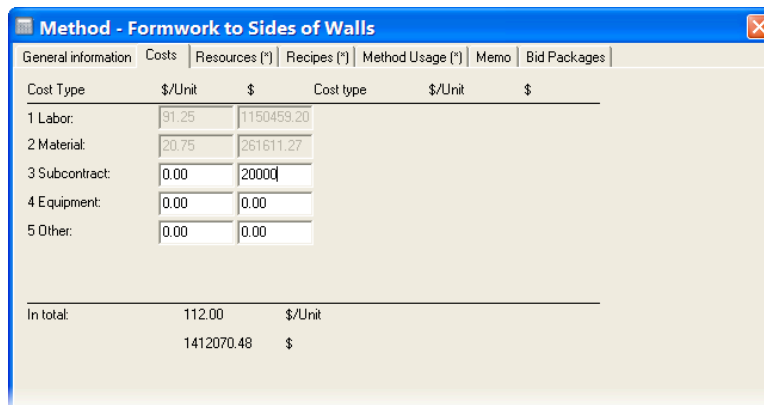 Method - Formwork to Sides of Walls
General information Costs Resources (*) Recipes (*) Method Usage (*) Memo Bid Packages
Cost Type $/Unit $ Cost type $/Unit $
1 Labor: 91.25 1150459.20
2 Material: 20.75 261611.27
3 Subcontract: 0.00 20000
4 Equipment: 0.00 0.00
5 Other: 0.00 0.00
In total: 112.00 $/Unit
1412070.48 $